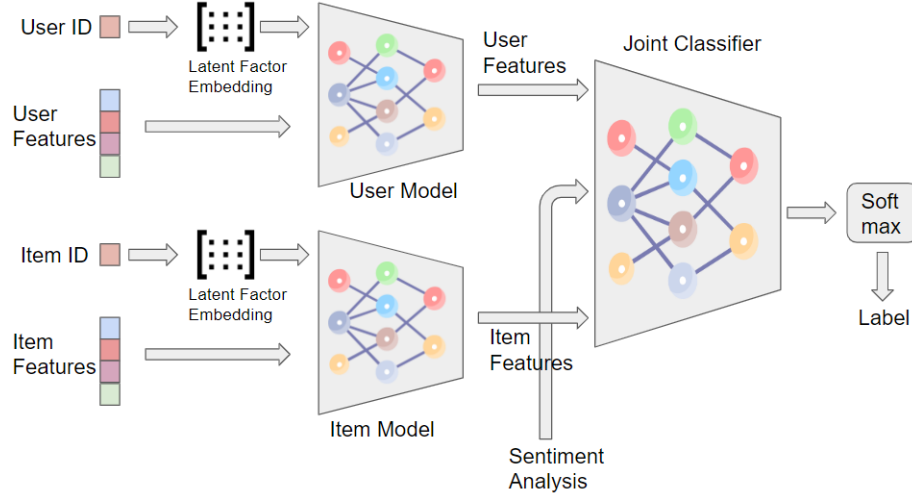 User ID
Latent Factor
Embedding
User
Features
User Model
User
Features
Joint Classifier
Soft
max
Label
Item ID
Latent Factor
Embedding
Item
Features
Item Model
Item
Features
Sentiment
Analysis